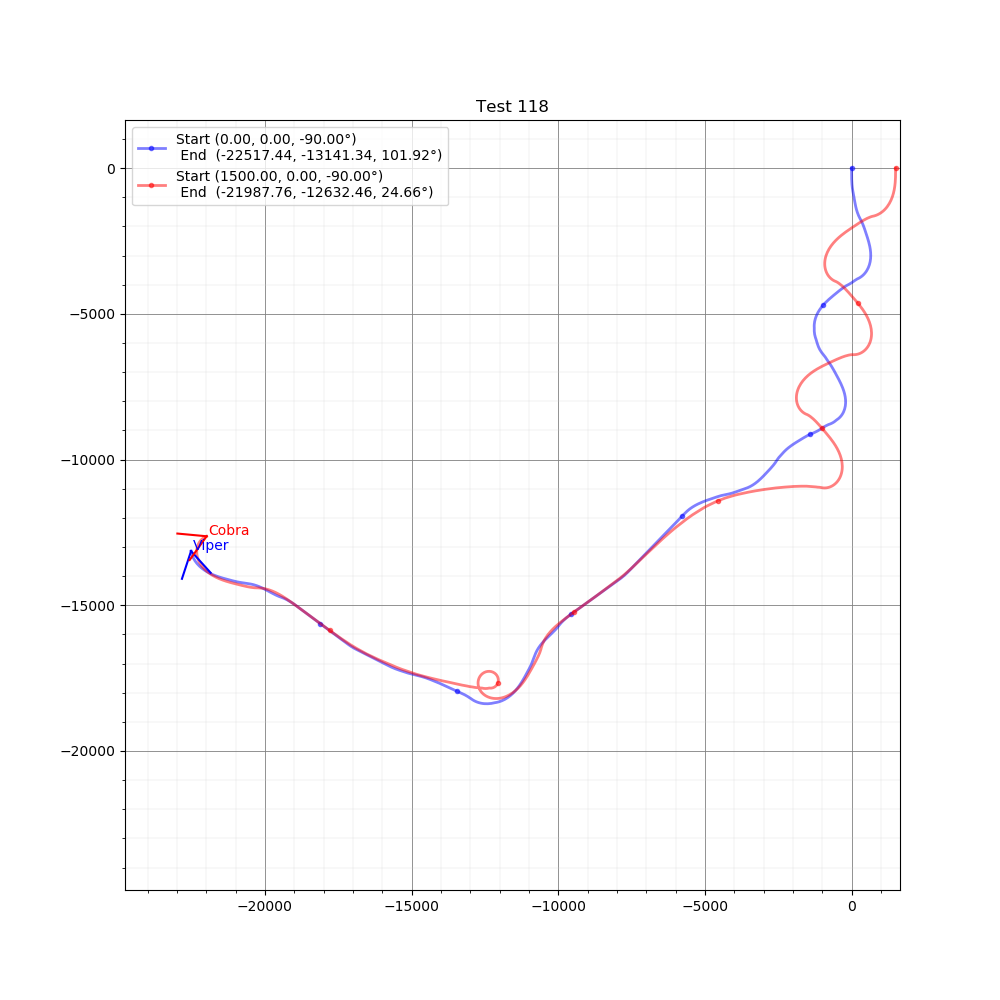 Test 118
Start (0.00, 0.00, -90.00°)
End (-22517.44, -13141.34, 101.92°)
Start (1500.00, 0.00, -90.00°)
End (-21987.76, -12632.46, 24.66°)
0
−5000
−10000
−15000
−20000
Cobra
Viper
−20000 −15000 −10000 −5000 0